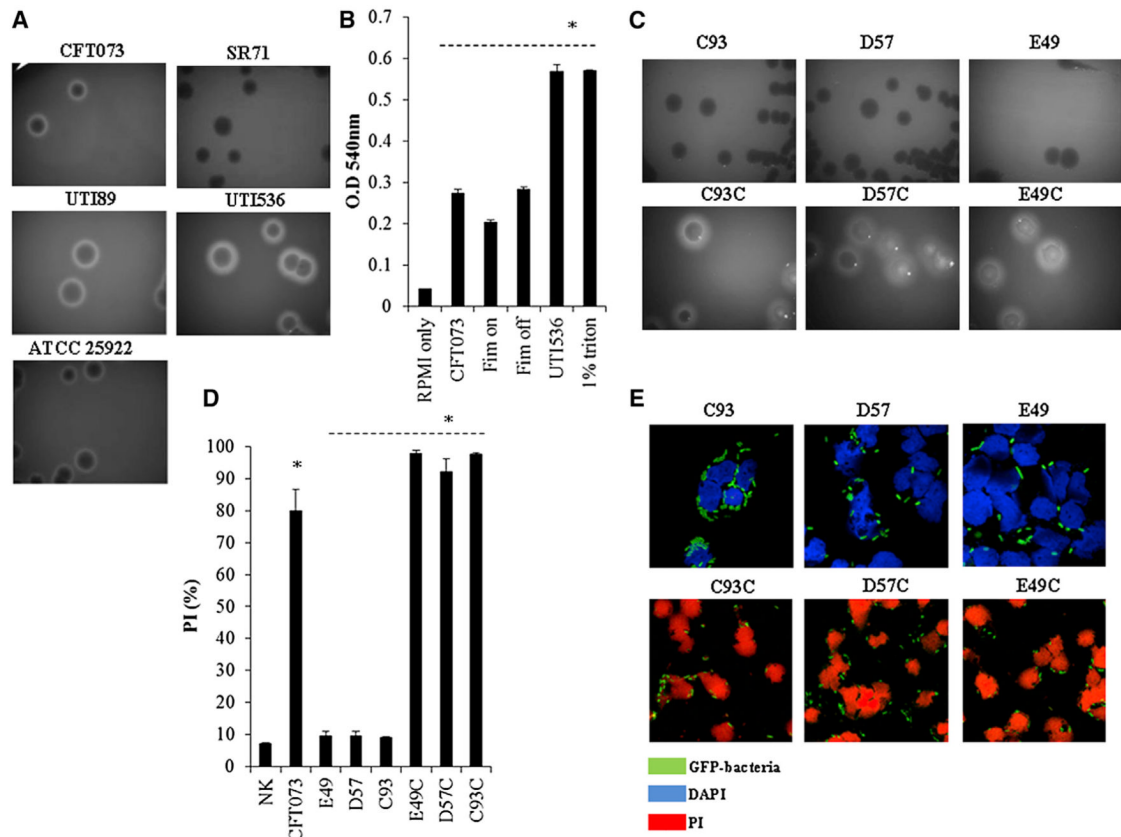 A
CFT073
SR71
UTI89
UTI536
ATCC 25922
B
*
O.D 540nm
0.7
0.6
0.5
0.4
0.3
0.2
0.1
0
RPMI only
CFT073
Fim on
Fim off
UTI536
1% triton
C
C93
D57
E49
C93C
D57C
E49C
D
*
*
PI (%)
100
90
80
70
60
50
40
30
20
10
0
NK
CFT073
E49
D57
C93
E49C
D57C
C93C
E
C93
D57
E49
C93C
D57C
E49C
GFP-bacteria
DAPI
PI